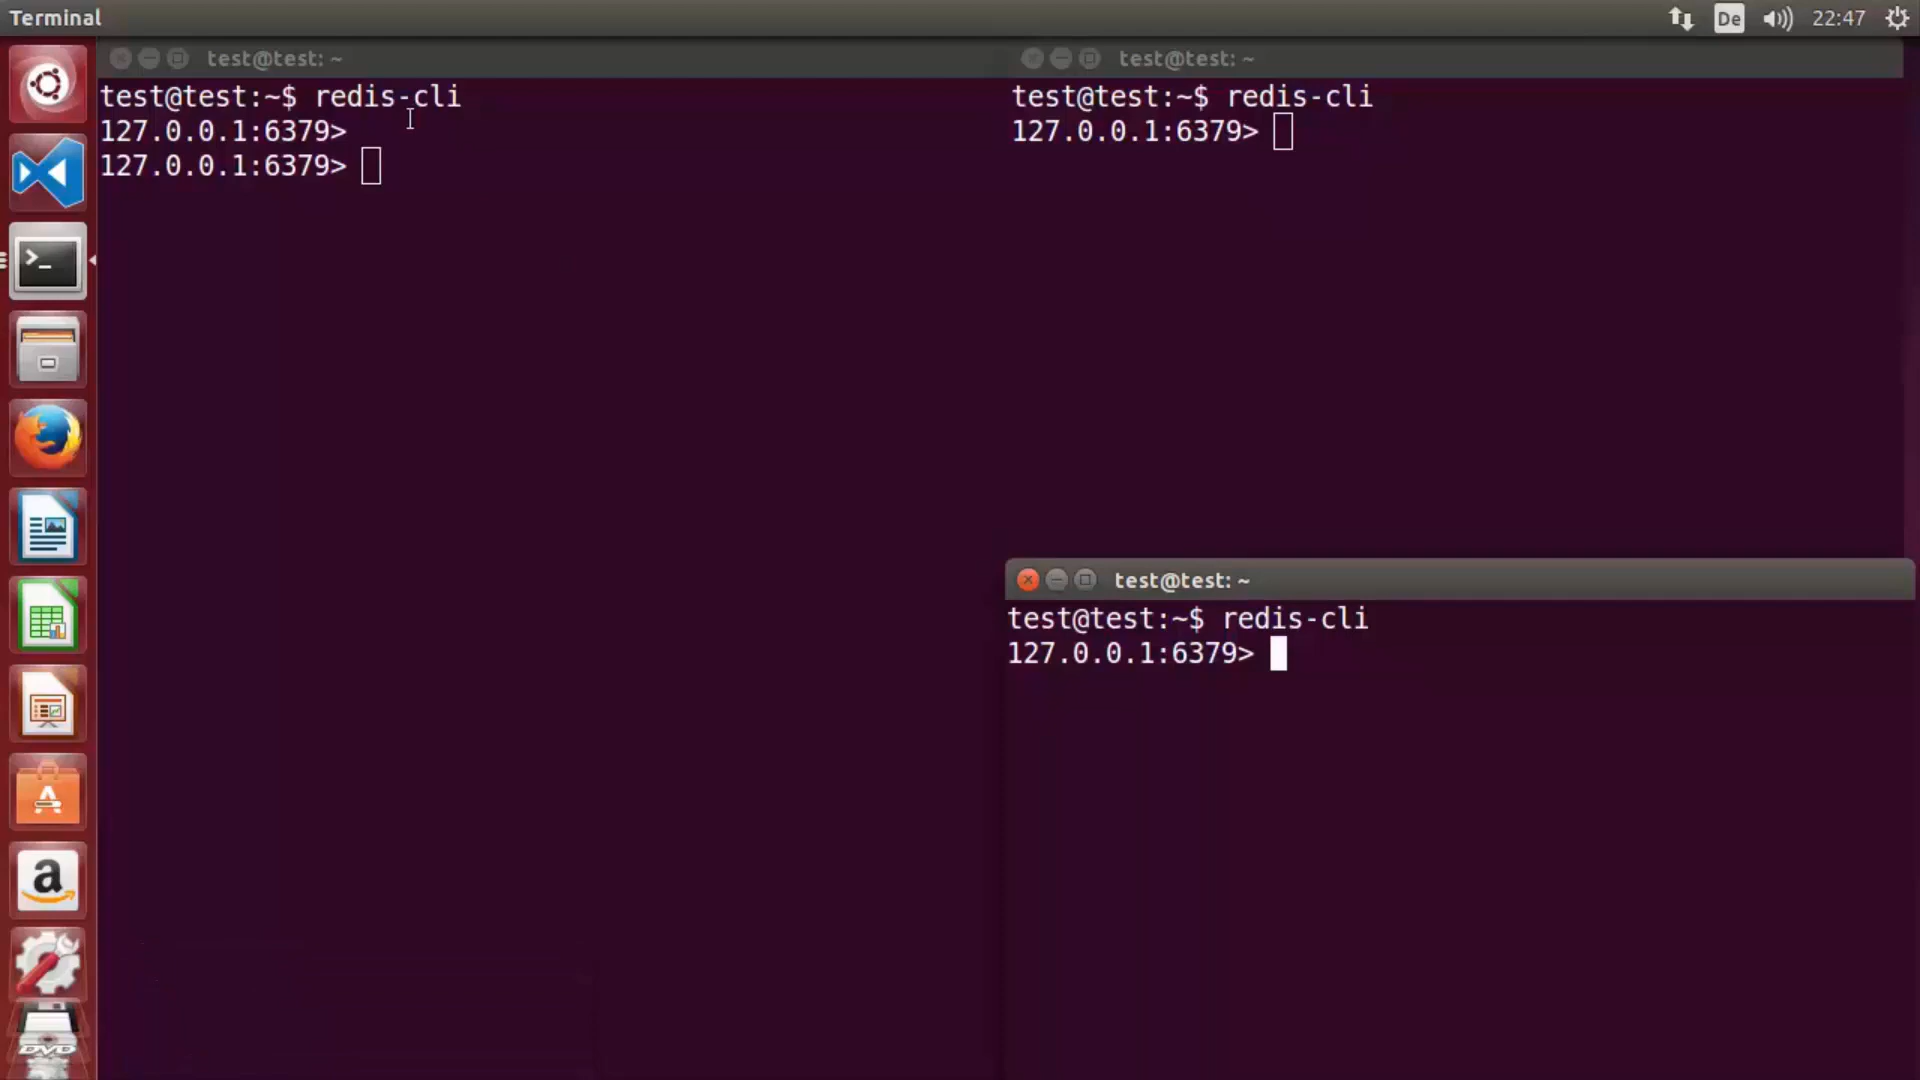 Terminal
De
22:47
test@test: ~
test@test:~$ redis-cli
127.0.0.1:6379>
127.0.0.1:6379>
test@test: ~
test@test:~$ redis-cli
127.0.0.1:6379>
test@test: ~
test@test:~$ redis-cli
127.0.0.1:6379>
>_
A
a
DVD